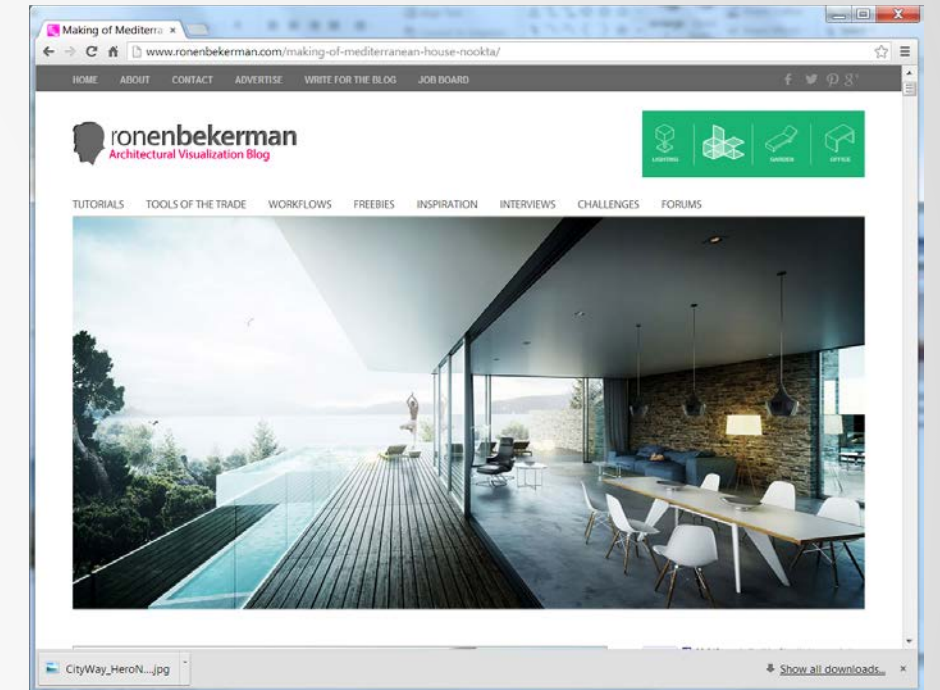 Making of Mediterra
www.ronenbekerman.com/making-of-mediterranean-house-nookta/
HOME ABOUT CONTACT ADVERTISE WRITE FOR THE BLOG JOB BOARD
ronenbekerman
Architectural Visualization Blog
LIGHTING GARDEN OFFICE
TUTORIALS TOOLS OF THE TRADE WORKFLOWS FREEBIES INSPIRATION INTERVIEWS CHALLENGES FORUMS
CityWay_HeroN....jpg
Show all downloads...